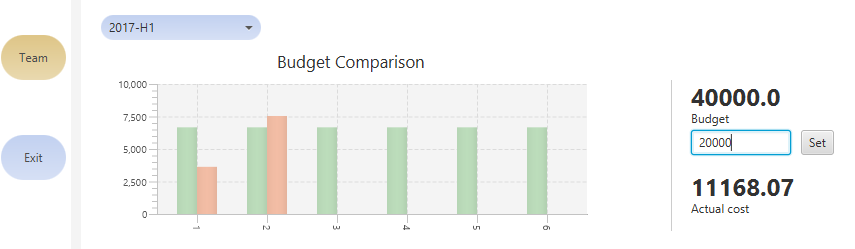 2017-H1
Team
Exit
Budget Comparison
10,000
7,500
5,000
2,500
0
1
2
3
4
5
6
40000.0
Budget
20000
Set
11168.07
Actual cost